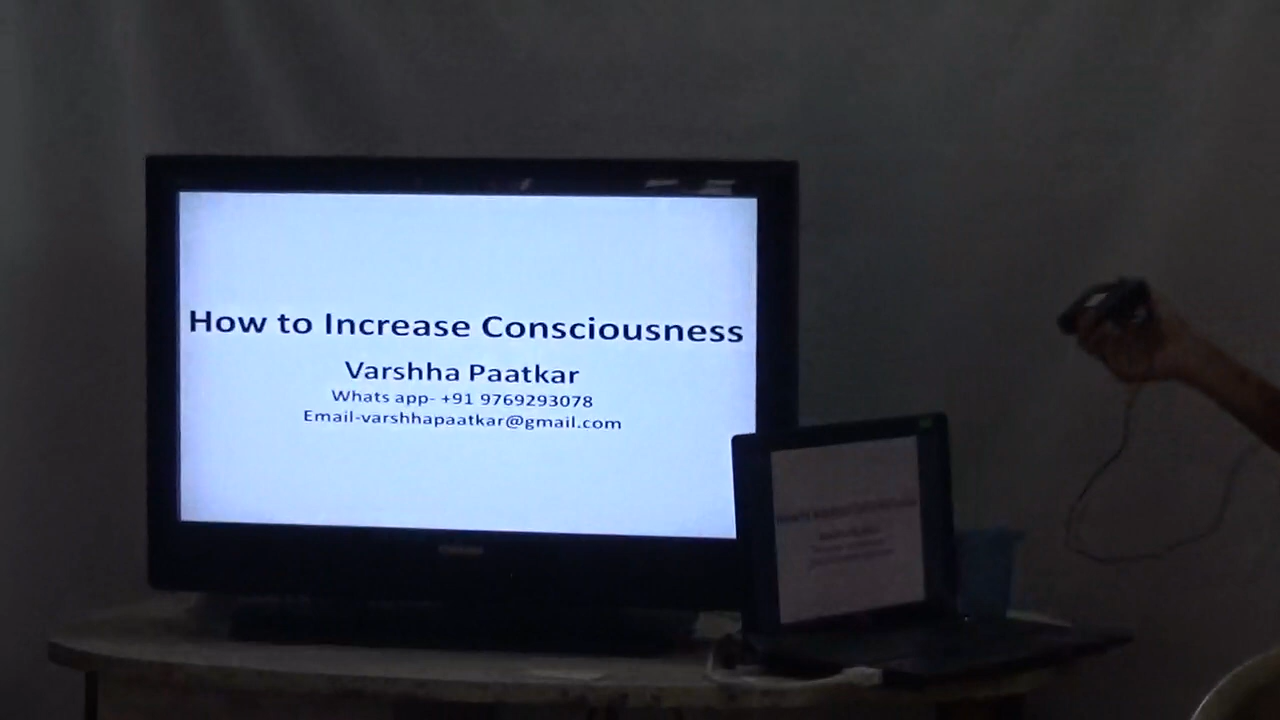 How to Increase Consciousness
Varshha Paatkar
Whats app- +91 9769293078
Email-varshhapaatkar@gmail.com